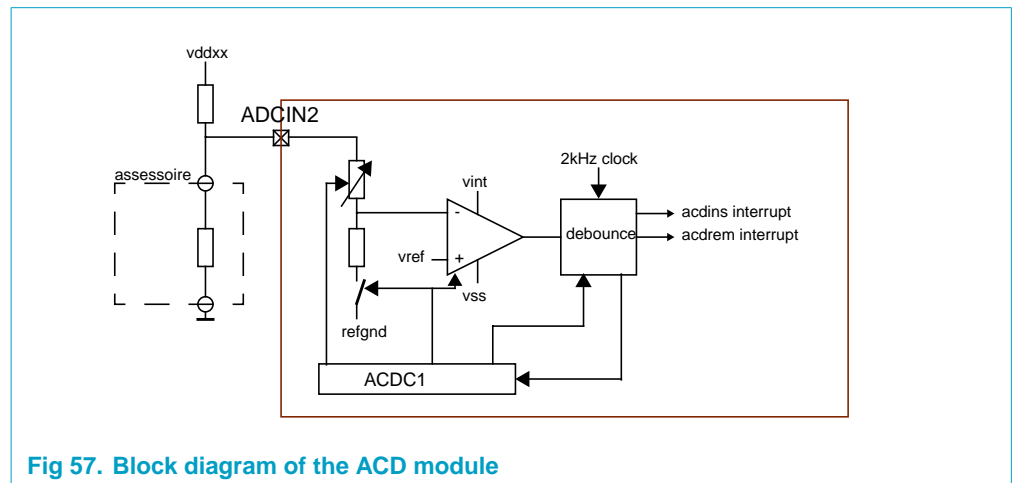 vddxx
ADCIN2
2kHz clock
assessoire
vint
acdins interrupt
-
debounce
acdrem interrupt
vref
+
vss
refgnd
ACDC1
Fig 57. Block diagram of the ACD module